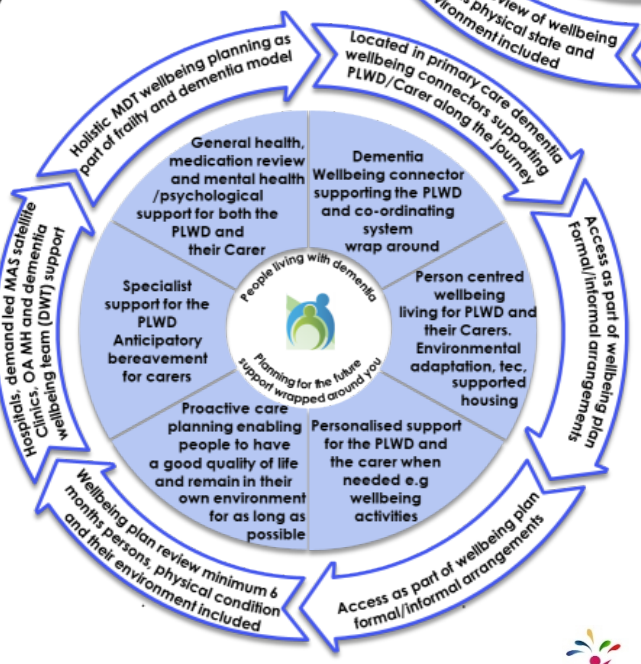 view of wellbeing
s physical state and
ironment included
Holistic MDT wellbeing planning as
part of frailty and dementia model
Located in primary care dementia
wellbeing connectors supporting
PLWD/Carer along the journey
Access as part of wellbeing plan
Formal/informal arrangements
Access as part of wellbeing plan
formal/informal arrangements
Wellbeing plan review minimum 6
months persons, physical condition
and their environment included
Hospitals, demand led MAS satellite
Clinics, OA MH and dementia
wellbeing team (DWT) support
General health,
medication review
and mental health
/psychological
support for both the
PLWD and
their Carer
Dementia
Wellbeing connector
supporting the PLWD
and co-ordinating
system
wrap around
Person centred
wellbeing
living for PLWD and
their Carers.
Environmental
adaptation, tec,
supported
housing
Personalised support
for the PLWD and
the carer when
needed e.g
wellbeing
activities
Proactive care
planning enabling
people to have
a good quality of life
and remain in their
own environment
for as long as
possible
Specialist
support for the
PLWD
Anticipatory
bereavement
for carers
People living with dementia
Planning for the future
support wrapped around you